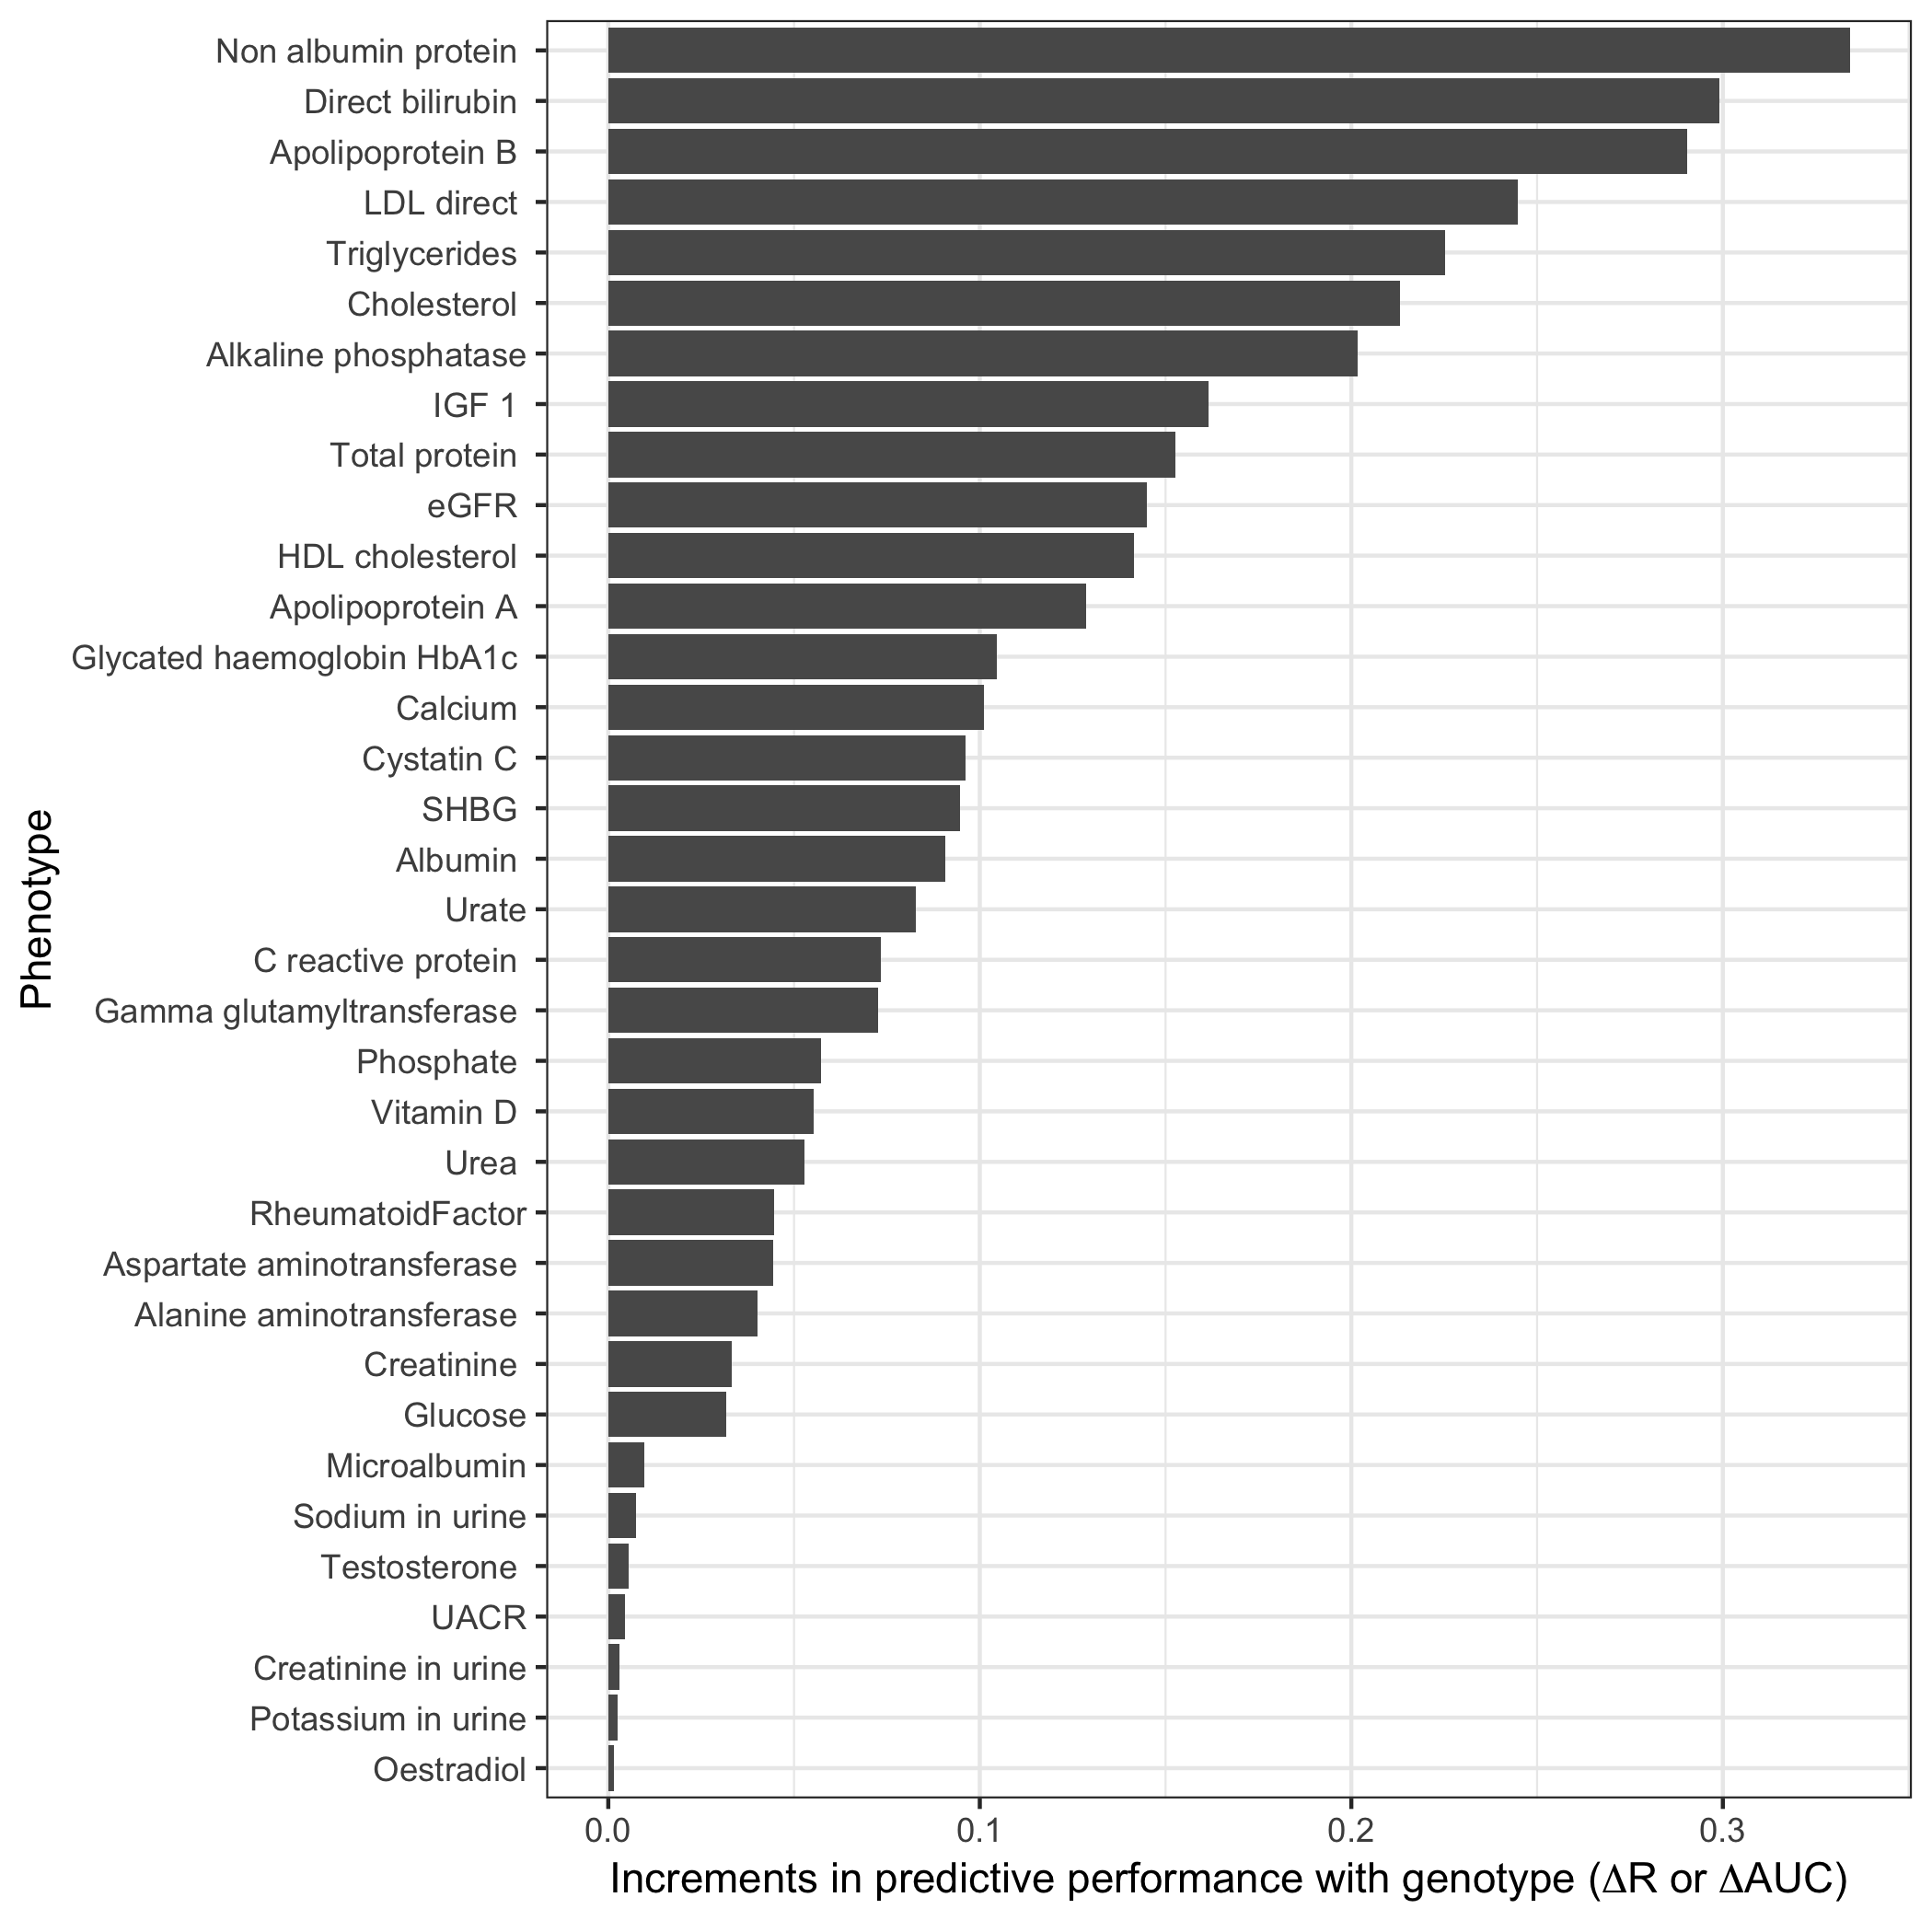 Non albumin protein
Direct bilirubin
Apolipoprotein B
LDL direct
Triglycerides
Cholesterol
Alkaline phosphatase
IGF 1
Total protein
eGFR
HDL cholesterol
Apolipoprotein A
Glycated haemoglobin HbA1c
Calcium
Cystatin C
SHBG
Albumin
Urate
C reactive protein
Gamma glutamyltransferase
Phosphate
Vitamin D
Urea
RheumatoidFactor
Aspartate aminotransferase
Alanine aminotransferase
Creatinine
Glucose
Microalbumin
Sodium in urine
Testosterone
UACR
Creatinine in urine
Potassium in urine
Oestradiol
Phenotype
0.0 0.1 0.2 0.3
Increments in predictive performance with genotype (ΔR or ΔAUC)